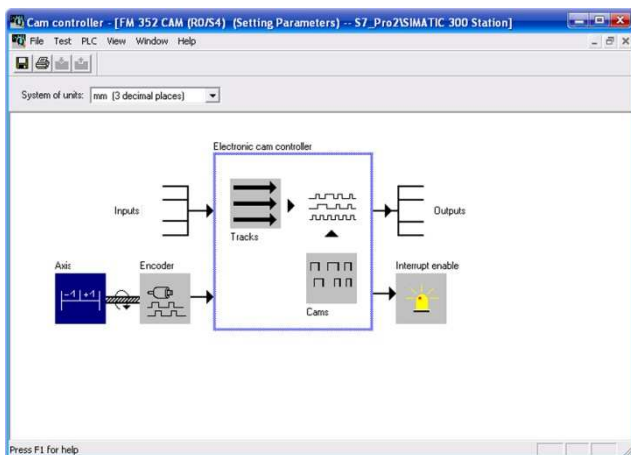 Cam controller - [FM 352 CAM (R0/S4) (Setting Parameters) -- S7_Pro2\SIMATIC 300 Station]
File Test PLC View Window Help
System of units: mm (3 decimal places)
Electronic cam controller
Inputs
Tracks
Outputs
Axis
Encoder
Interrupt enable
-1 +1
Cams
Press F1 for help